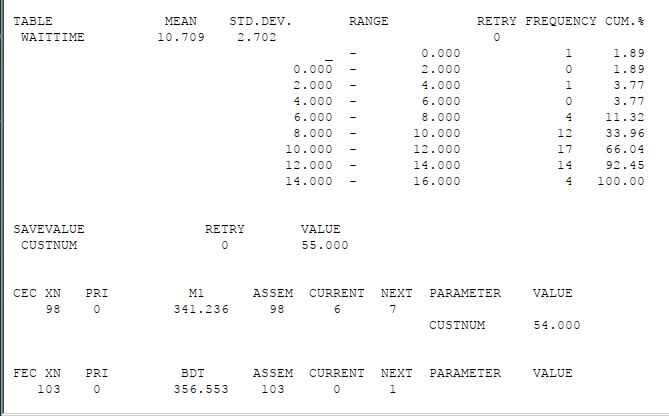 TABLE MEAN STD.DEV. RANGE RETRY FREQUENCY CUM.%
WAITTIME 10.709 2.702 0
_ - 0.000 1 1.89
0.000 - 2.000 0 1.89
2.000 - 4.000 1 3.77
4.000 - 6.000 0 3.77
6.000 - 8.000 4 11.32
8.000 - 10.000 12 33.96
10.000 - 12.000 17 66.04
12.000 - 14.000 14 92.45
14.000 - 16.000 4 100.00
SAVEVALUE RETRY VALUE
CUSTNUM 0 55.000
CEC XN PRI M1 ASSEM CURRENT NEXT PARAMETER VALUE
98 0 341.236 98 6 7
CUSTNUM 54.000
FEC XN PRI BDT ASSEM CURRENT NEXT PARAMETER VALUE
103 0 356.553 103 0 1